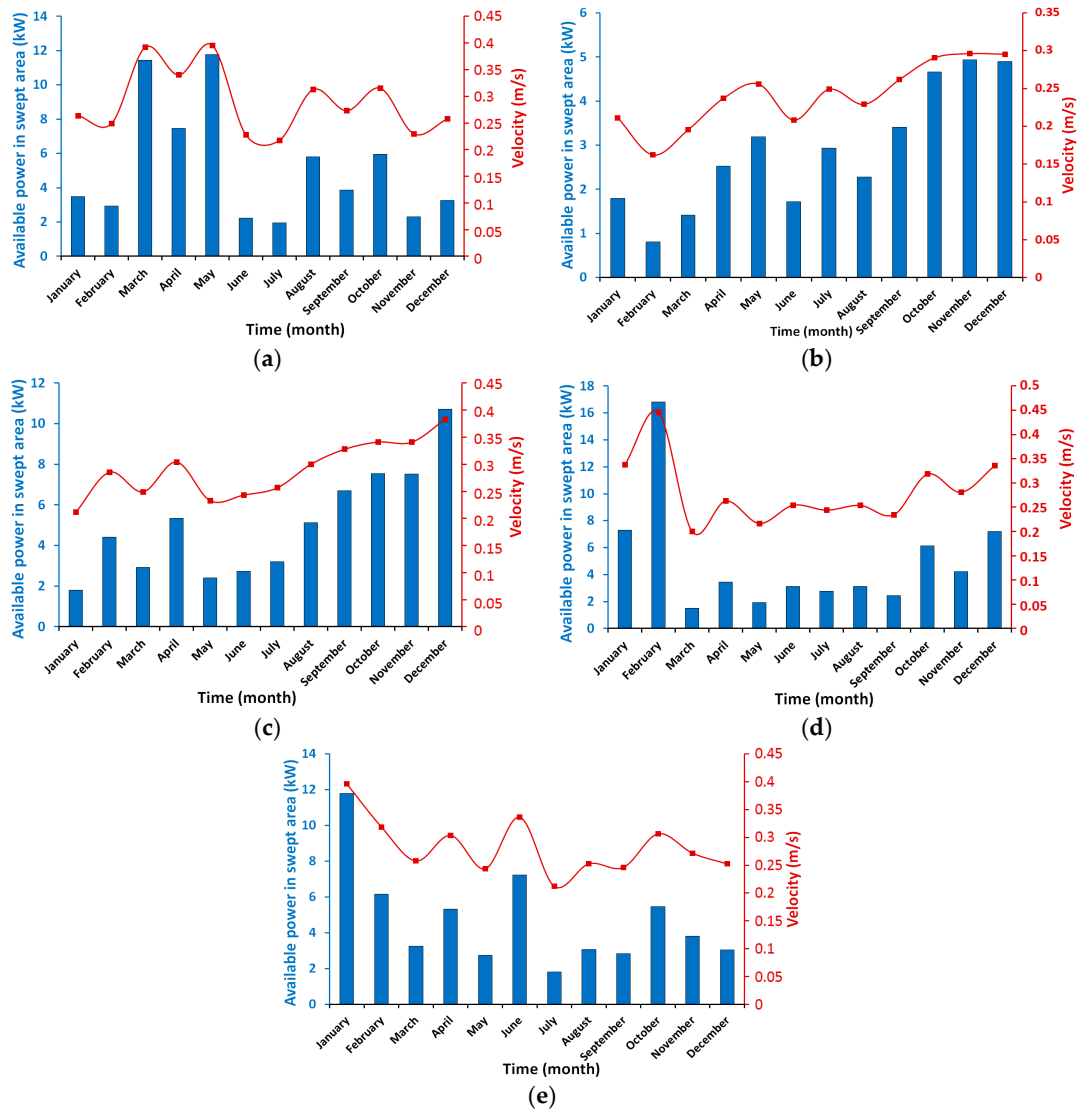 Available power in swept area (kW)
14
12
10
8
6
4
2
0
0.45
0.4
0.35
0.3
0.25
0.2
0.15
0.1
0.05
0
Velocity (m/s)
January
February
March
April
May
June
July
August
September
October
November
December
Time (month)
(a)
Available power in swept area (kW)
6
5
4
3
2
1
0
0.35
0.3
0.25
0.2
0.15
0.1
0.05
0
Velocity (m/s)
January
February
March
April
May
June
July
August
September
October
November
December
Time (month)
(b)
Available power in swept area (kW)
12
10
8
6
4
2
0
0.45
0.4
0.35
0.3
0.25
0.2
0.15
0.1
0.05
0
Velocity (m/s)
January
February
March
April
May
June
July
August
September
October
November
December
Time (month)
(c)
Available power in swept area (kW)
18
16
14
12
10
8
6
4
2
0
0.5
0.45
0.4
0.35
0.3
0.25
0.2
0.15
0.1
0.05
0
Velocity (m/s)
January
February
March
April
May
June
July
August
September
October
November
December
Time (month)
(d)
Available power in swept area (kW)
14
12
10
8
6
4
2
0
0.45
0.4
0.35
0.3
0.25
0.2
0.15
0.1
0.05
0
Velocity (m/s)
January
February
March
April
May
June
July
August
September
October
November
December
Time (month)
(e)